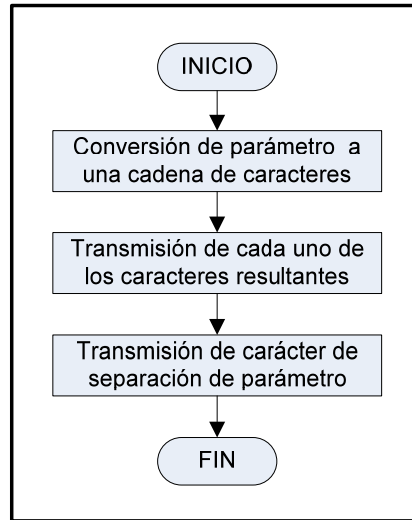 INICIO
Conversión de parámetro a
una cadena de caracteres
Transmisión de cada uno de
los caracteres resultantes
Transmisión de carácter de
separación de parámetro
FIN